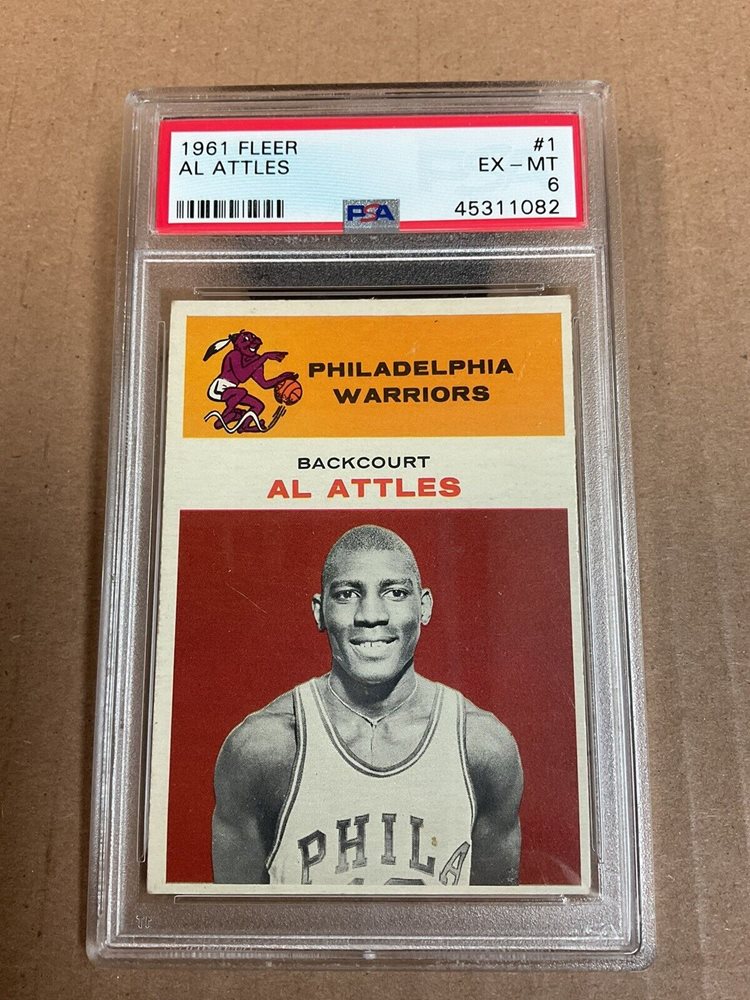 1961 FLEER #1
AL ATTLES EX - MT
6
PSA 45311082
PHILADELPHIA
WARRIORS
BACKCOURT
AL ATTLES
PHILA